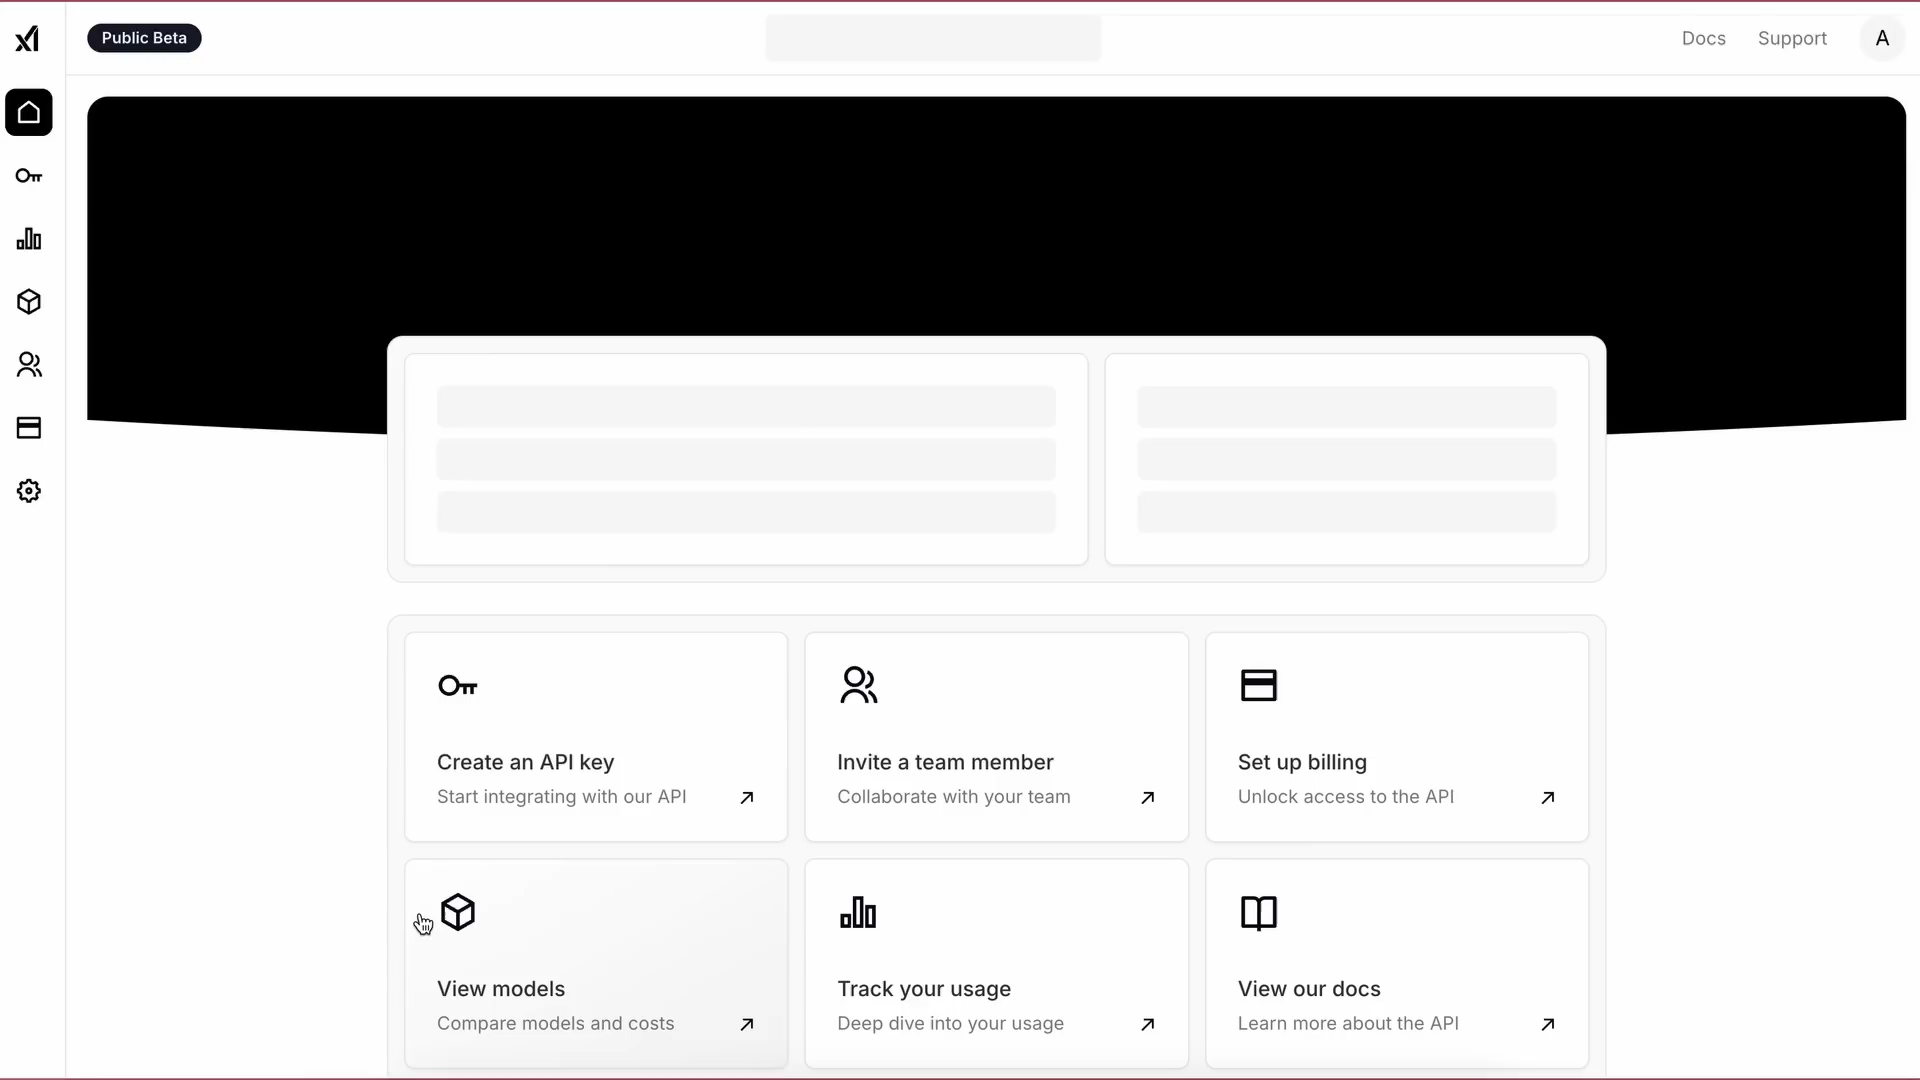 xI
Public Beta
Docs
Support
A
Create an API key
Start integrating with our API
Invite a team member
Collaborate with your team
Set up billing
Unlock access to the API
View models
Compare models and costs
Track your usage
Deep dive into your usage
View our docs
Learn more about the API